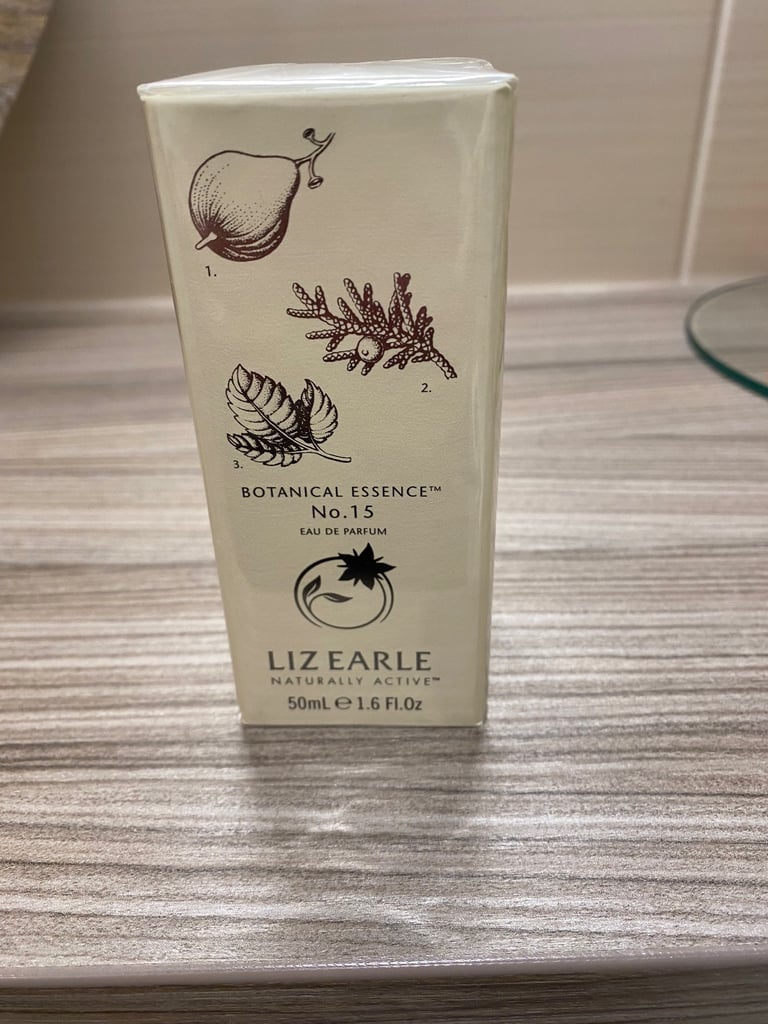 1.
2.
3.
BOTANICAL ESSENCE™
No.15
EAU DE PARFUM
LIZ EARLE
NATURALLY ACTIVE™
50mL ℮ 1.6 Fl.Oz